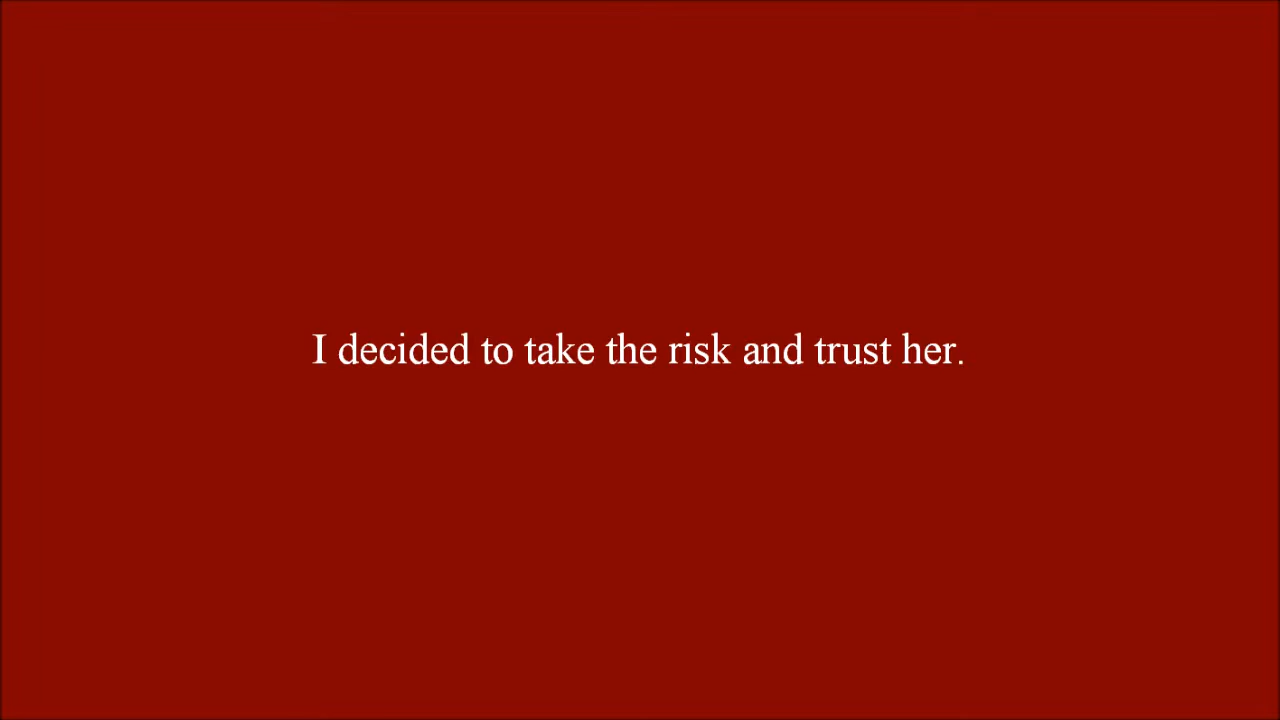 I decided to take the risk and trust her.